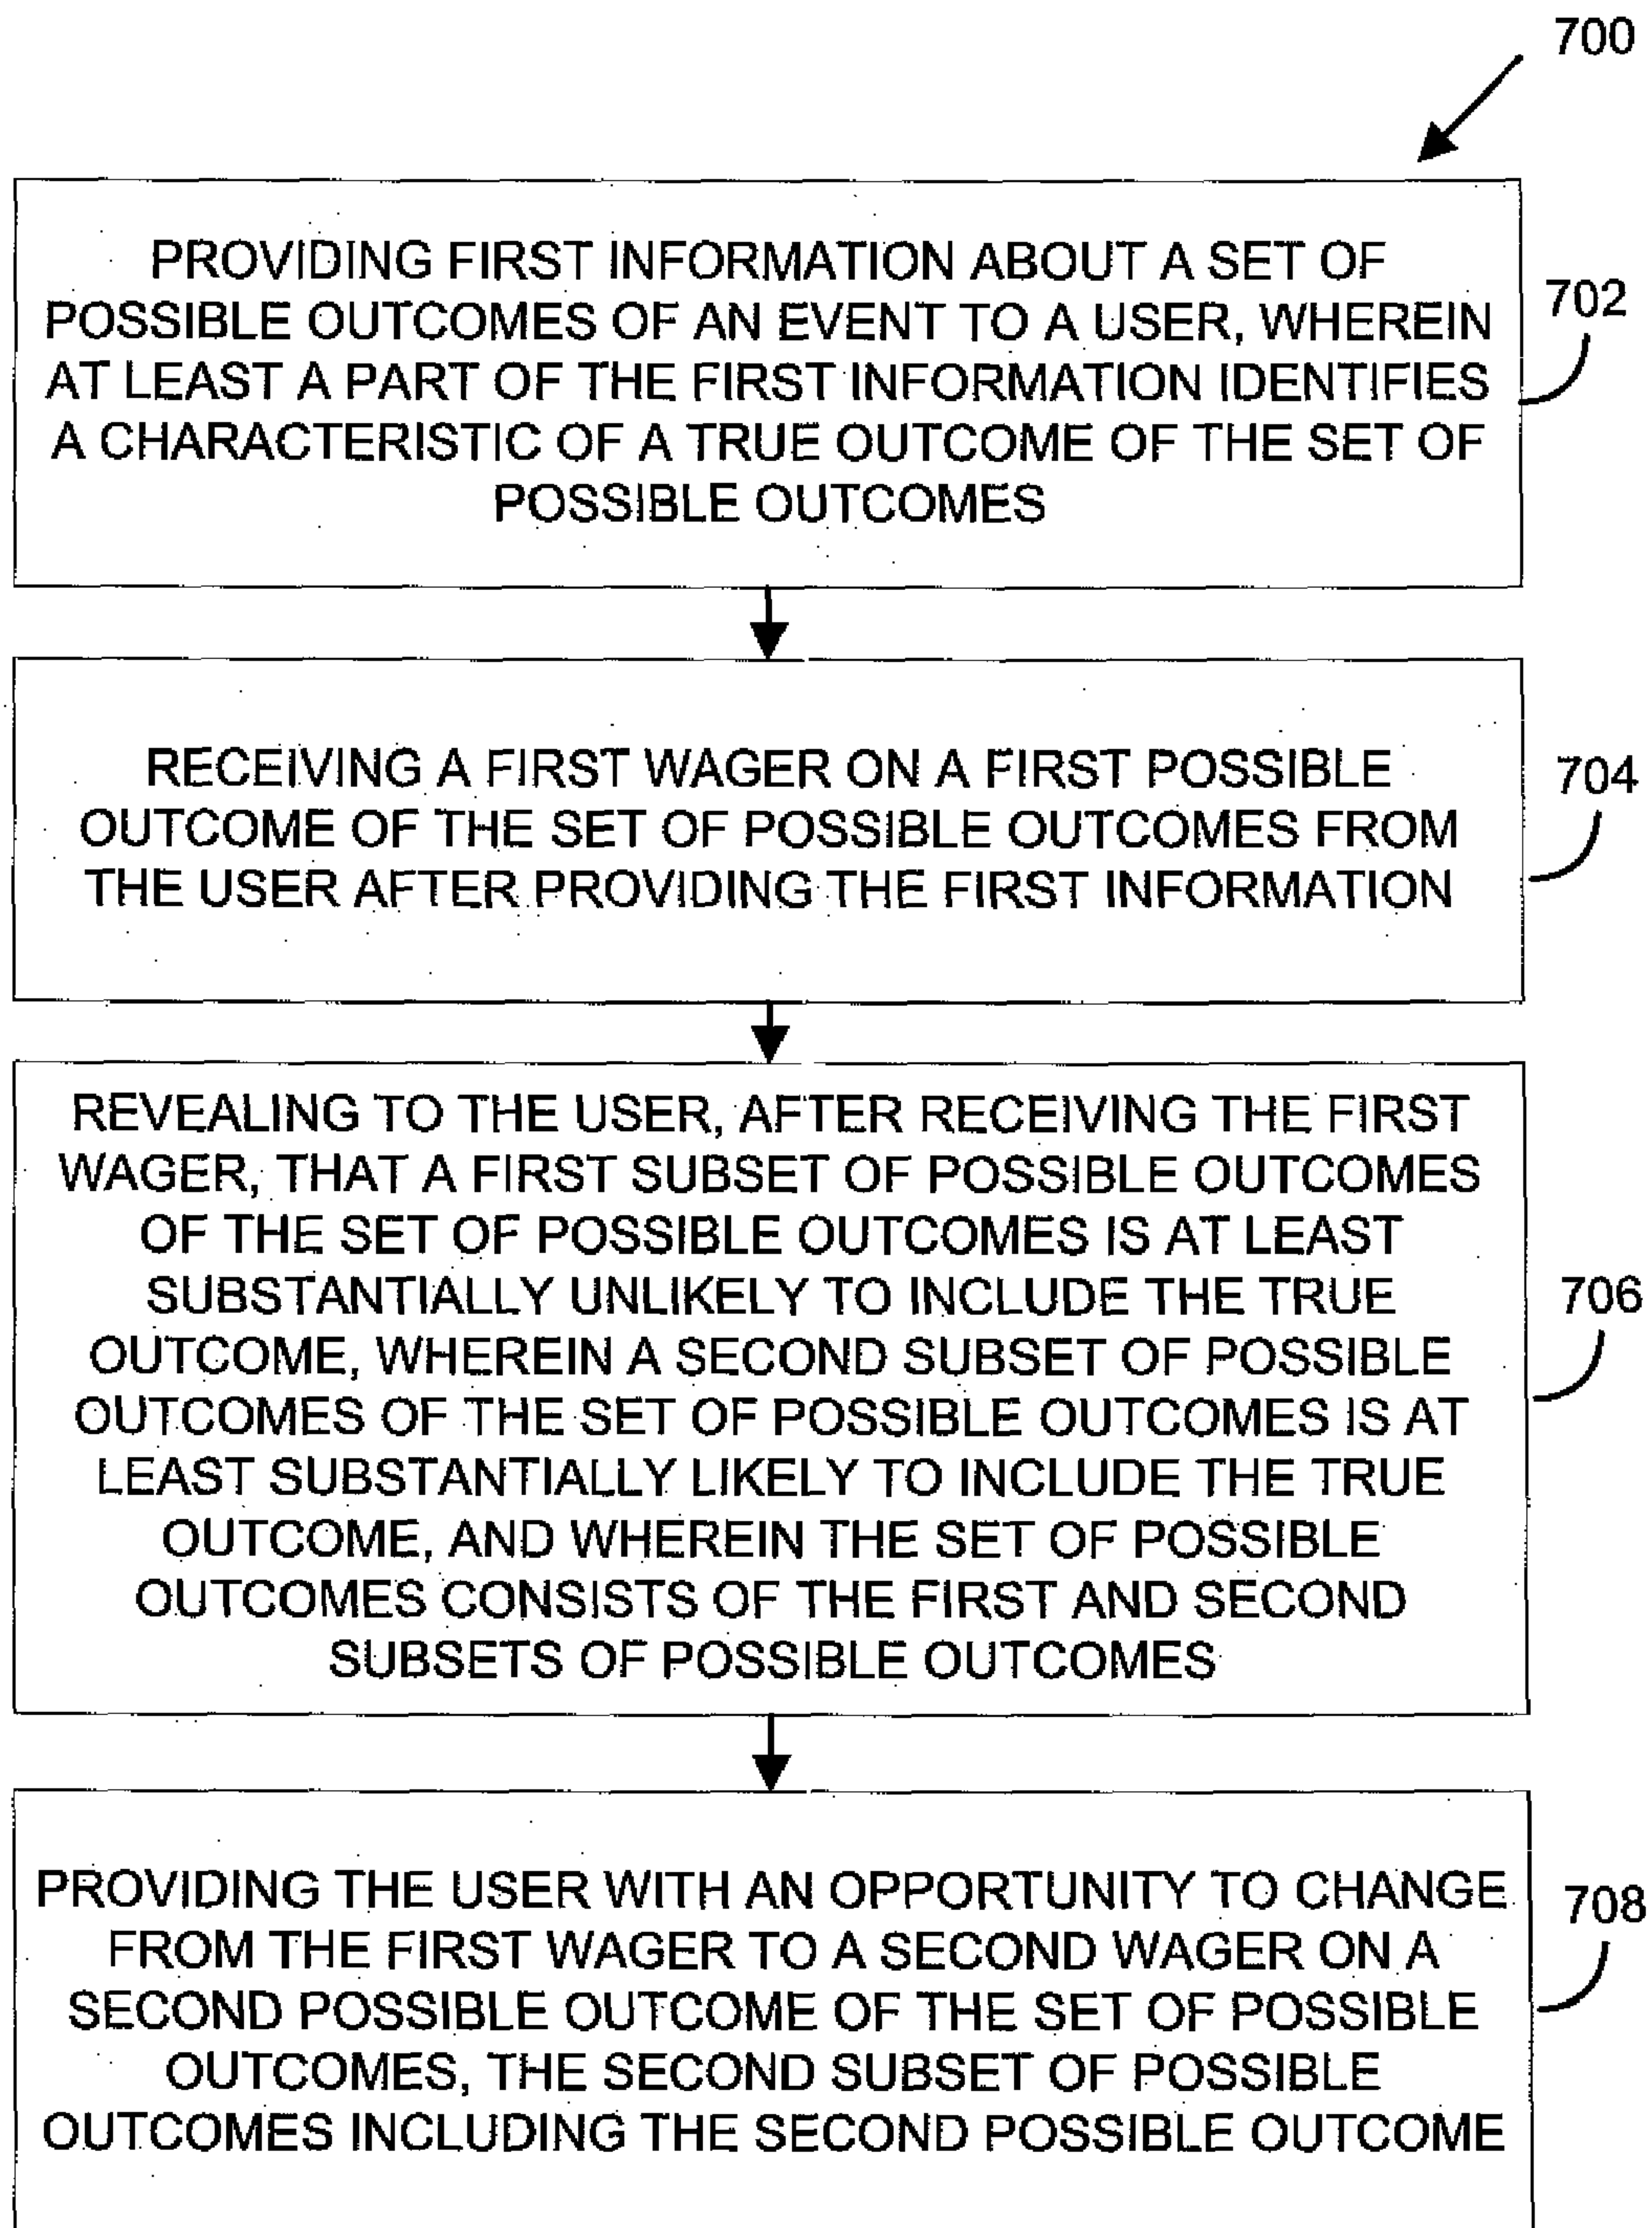 700
PROVIDING FIRST INFORMATION ABOUT A SET OF
POSSIBLE OUTCOMES OF AN EVENT TO A USER, WHEREIN
AT LEAST A PART OF THE FIRST INFORMATION IDENTIFIES
A CHARACTERISTIC OF A TRUE OUTCOME OF THE SET OF
POSSIBLE OUTCOMES
702
RECEIVING A FIRST WAGER ON A FIRST POSSIBLE
OUTCOME OF THE SET OF POSSIBLE OUTCOMES FROM
THE USER AFTER PROVIDING THE FIRST INFORMATION
704
REVEALING TO THE USER, AFTER RECEIVING THE FIRST
WAGER, THAT A FIRST SUBSET OF POSSIBLE OUTCOMES
OF THE SET OF POSSIBLE OUTCOMES IS AT LEAST
SUBSTANTIALLY UNLIKELY TO INCLUDE THE TRUE
OUTCOME, WHEREIN A SECOND SUBSET OF POSSIBLE
OUTCOMES OF THE SET OF POSSIBLE OUTCOMES IS AT
LEAST SUBSTANTIALLY LIKELY TO INCLUDE THE TRUE
OUTCOME, AND WHEREIN THE SET OF POSSIBLE
OUTCOMES CONSISTS OF THE FIRST AND SECOND
SUBSETS OF POSSIBLE OUTCOMES
706
PROVIDING THE USER WITH AN OPPORTUNITY TO CHANGE
FROM THE FIRST WAGER TO A SECOND WAGER ON A
SECOND POSSIBLE OUTCOME OF THE SET OF POSSIBLE
OUTCOMES, THE SECOND SUBSET OF POSSIBLE
OUTCOMES INCLUDING THE SECOND POSSIBLE OUTCOME
708